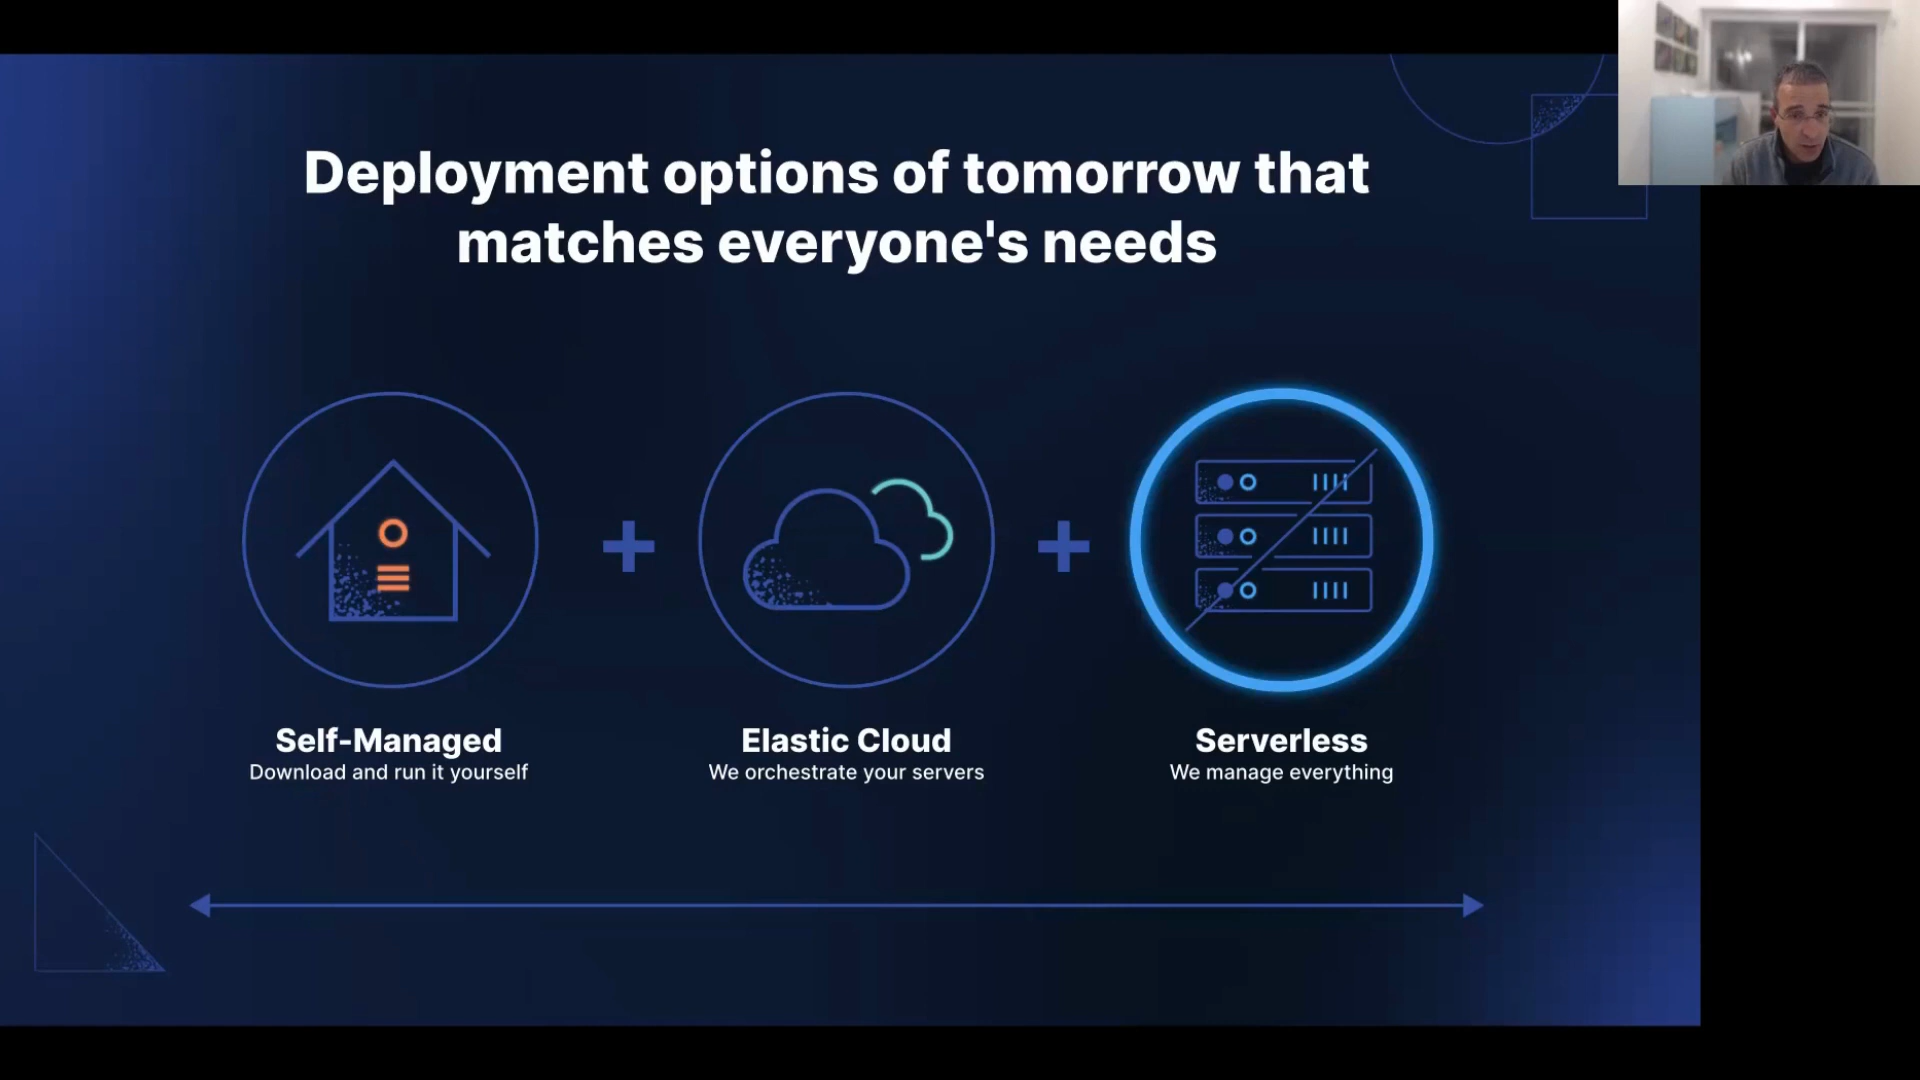 Deployment options of tomorrow that
matches everyone's needs
Self-Managed
Download and run it yourself
Elastic Cloud
We orchestrate your servers
Serverless
We manage everything